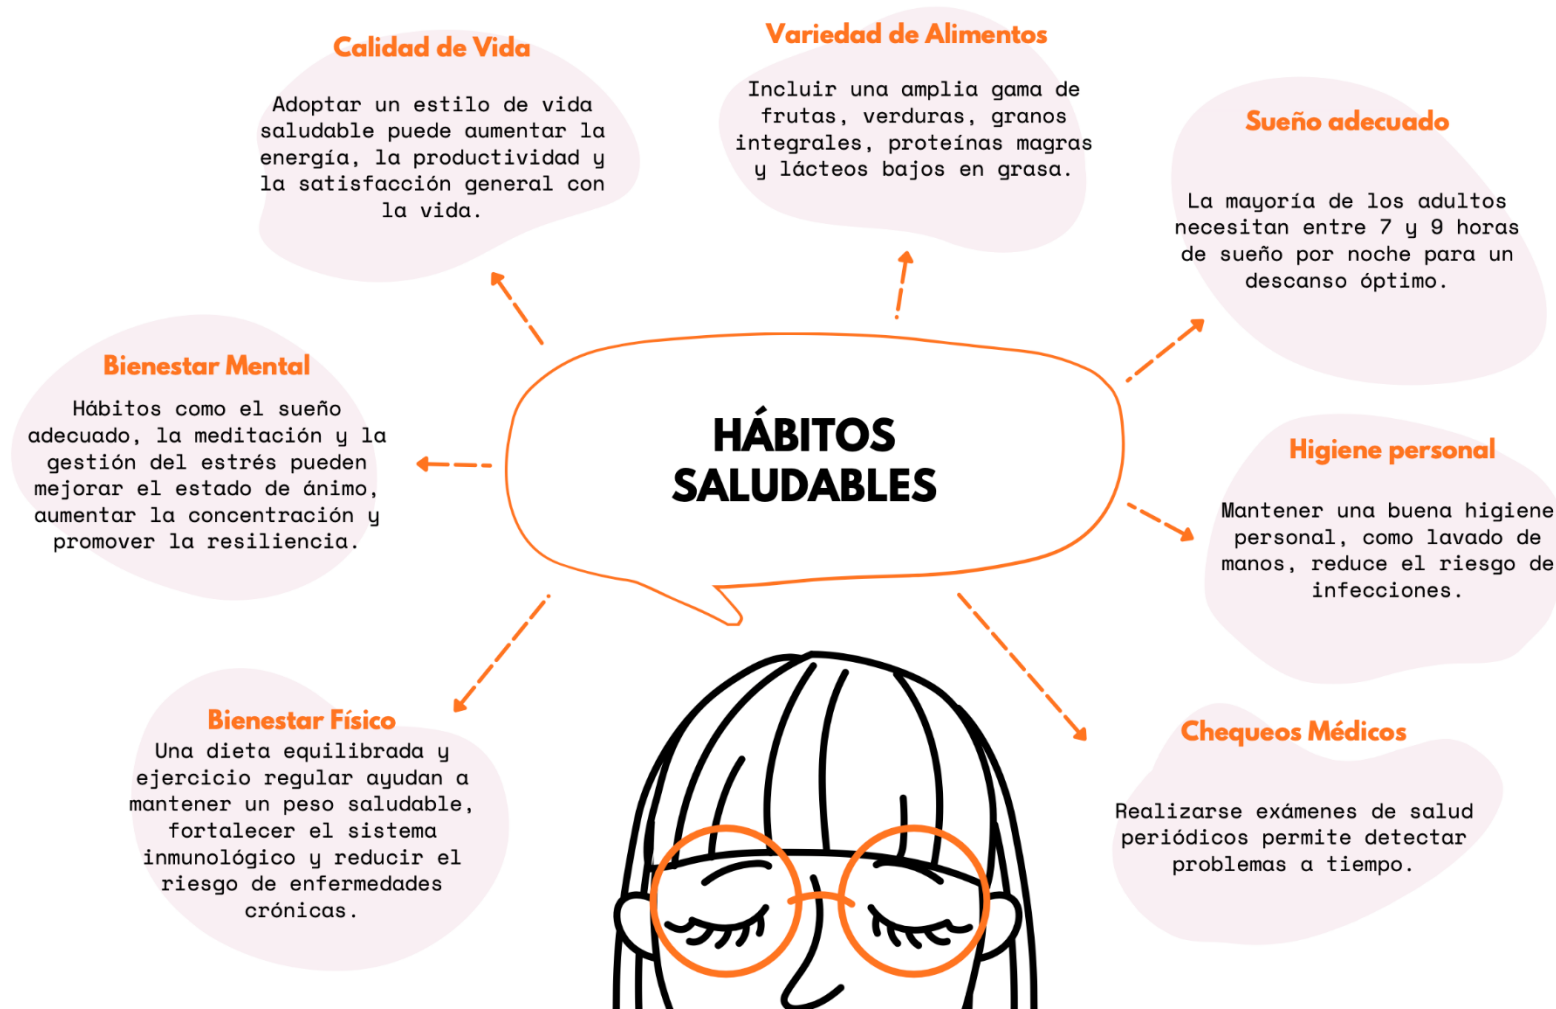 Calidad de Vida
Adoptar un estilo de vida
saludable puede aumentar la
energía, la productividad y
la satisfacción general con
la vida.
Variedad de Alimentos
Incluir una amplia gama de
frutas, verduras, granos
integrales, proteínas magras
y lácteos bajos en grasa.
Sueño adecuado
La mayoría de los adultos
necesitan entre 7 y 9 horas
de sueño por noche para un
descanso óptimo.
Bienestar Mental
Hábitos como el sueño
adecuado, la meditación y la
gestión del estrés pueden
mejorar el estado de ánimo,
aumentar la concentración y
promover la resiliencia.
HÁBITOS
SALUDABLES
Higiene personal
Mantener una buena higiene
personal, como lavado de
manos, reduce el riesgo de
infecciones.
Bienestar Físico
Una dieta equilibrada y
ejercicio regular ayudan a
mantener un peso saludable,
fortalecer el sistema
inmunológico y reducir el
riesgo de enfermedades
crónicas.
Chequeos Médicos
Realizarse exámenes de salud
periódicos permite detectar
problemas a tiempo.